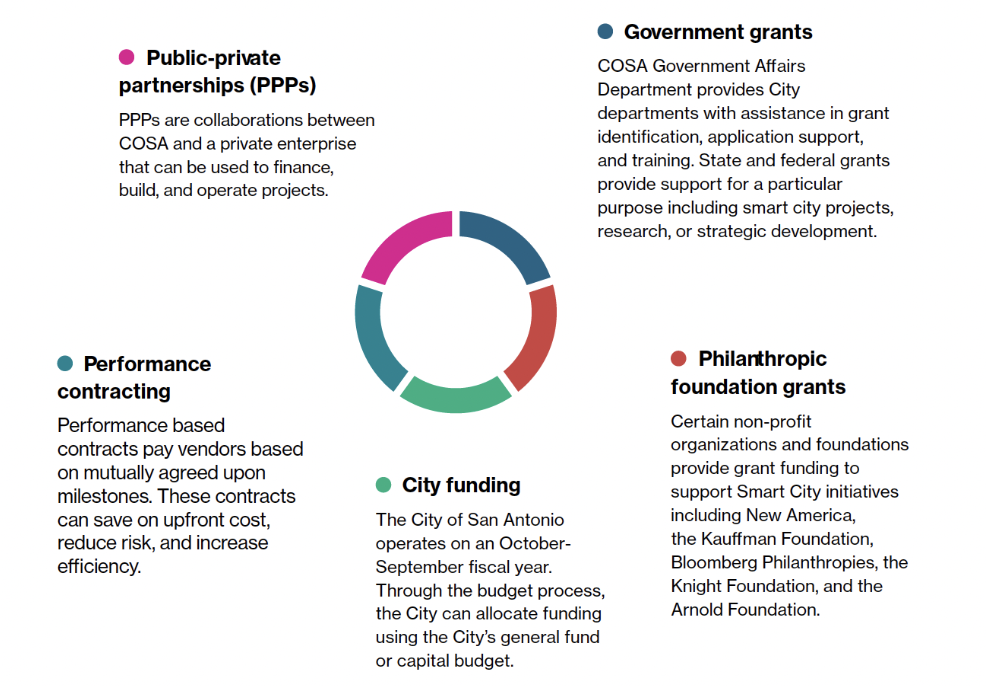 Public-private
partnerships (PPPs)
PPPs are collaborations between
COSA and a private enterprise
that can be used to finance,
build, and operate projects.
Government grants
COSA Government Affairs
Department provides City
departments with assistance in grant
identification, application support,
and training. State and federal grants
provide support for a particular
purpose including smart city projects,
research, or strategic development.
Performance
contracting
Performance based
contracts pay vendors based
on mutually agreed upon
milestones. These contracts
can save on upfront cost,
reduce risk, and increase
efficiency.
City funding
The City of San Antonio
operates on an October-
September fiscal year.
Through the budget process,
the City can allocate funding
using the City's general fund
or capital budget.
Philanthropic
foundation grants
Certain non-profit
organizations and foundations
provide grant funding to
support Smart City initiatives
including New America,
the Kauffman Foundation,
Bloomberg Philanthropies, the
Knight Foundation, and the
Arnold Foundation.